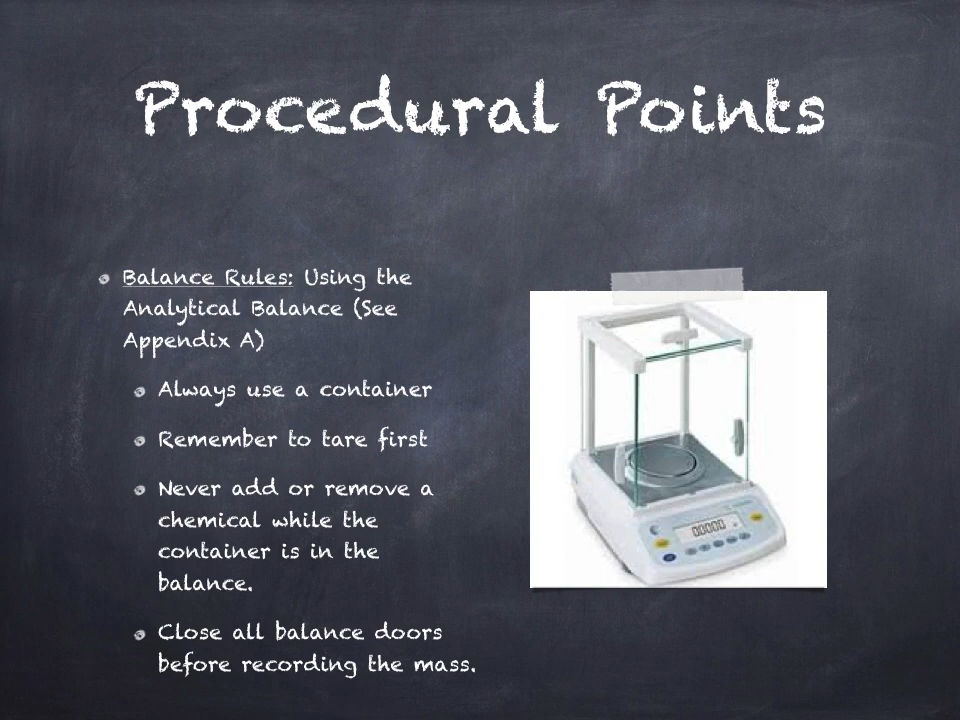 Procedural Points
Balance Rules: Using the
Analytical Balance (See
Appendix A)
Always use a container
Remember to tare first
Never add or remove a
chemical while the
container is in the
balance.
Close all balance doors
before recording the mass.